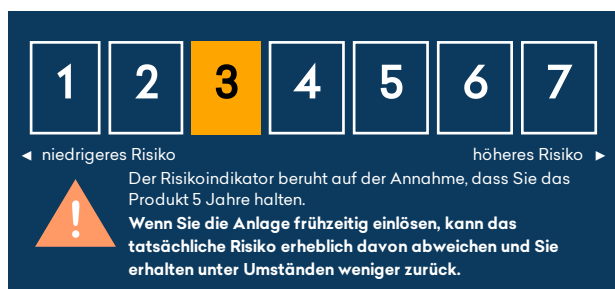 1 2 3 4 5 6 7
◄ niedrigeres Risiko höheres Risiko ►
Der Risikoindikator beruht auf der Annahme, dass Sie das
Produkt 5 Jahre halten.
Wenn Sie die Anlage frühzeitig einlösen, kann das
tatsächliche Risiko erheblich davon abweichen und Sie
erhalten unter Umständen weniger zurück.